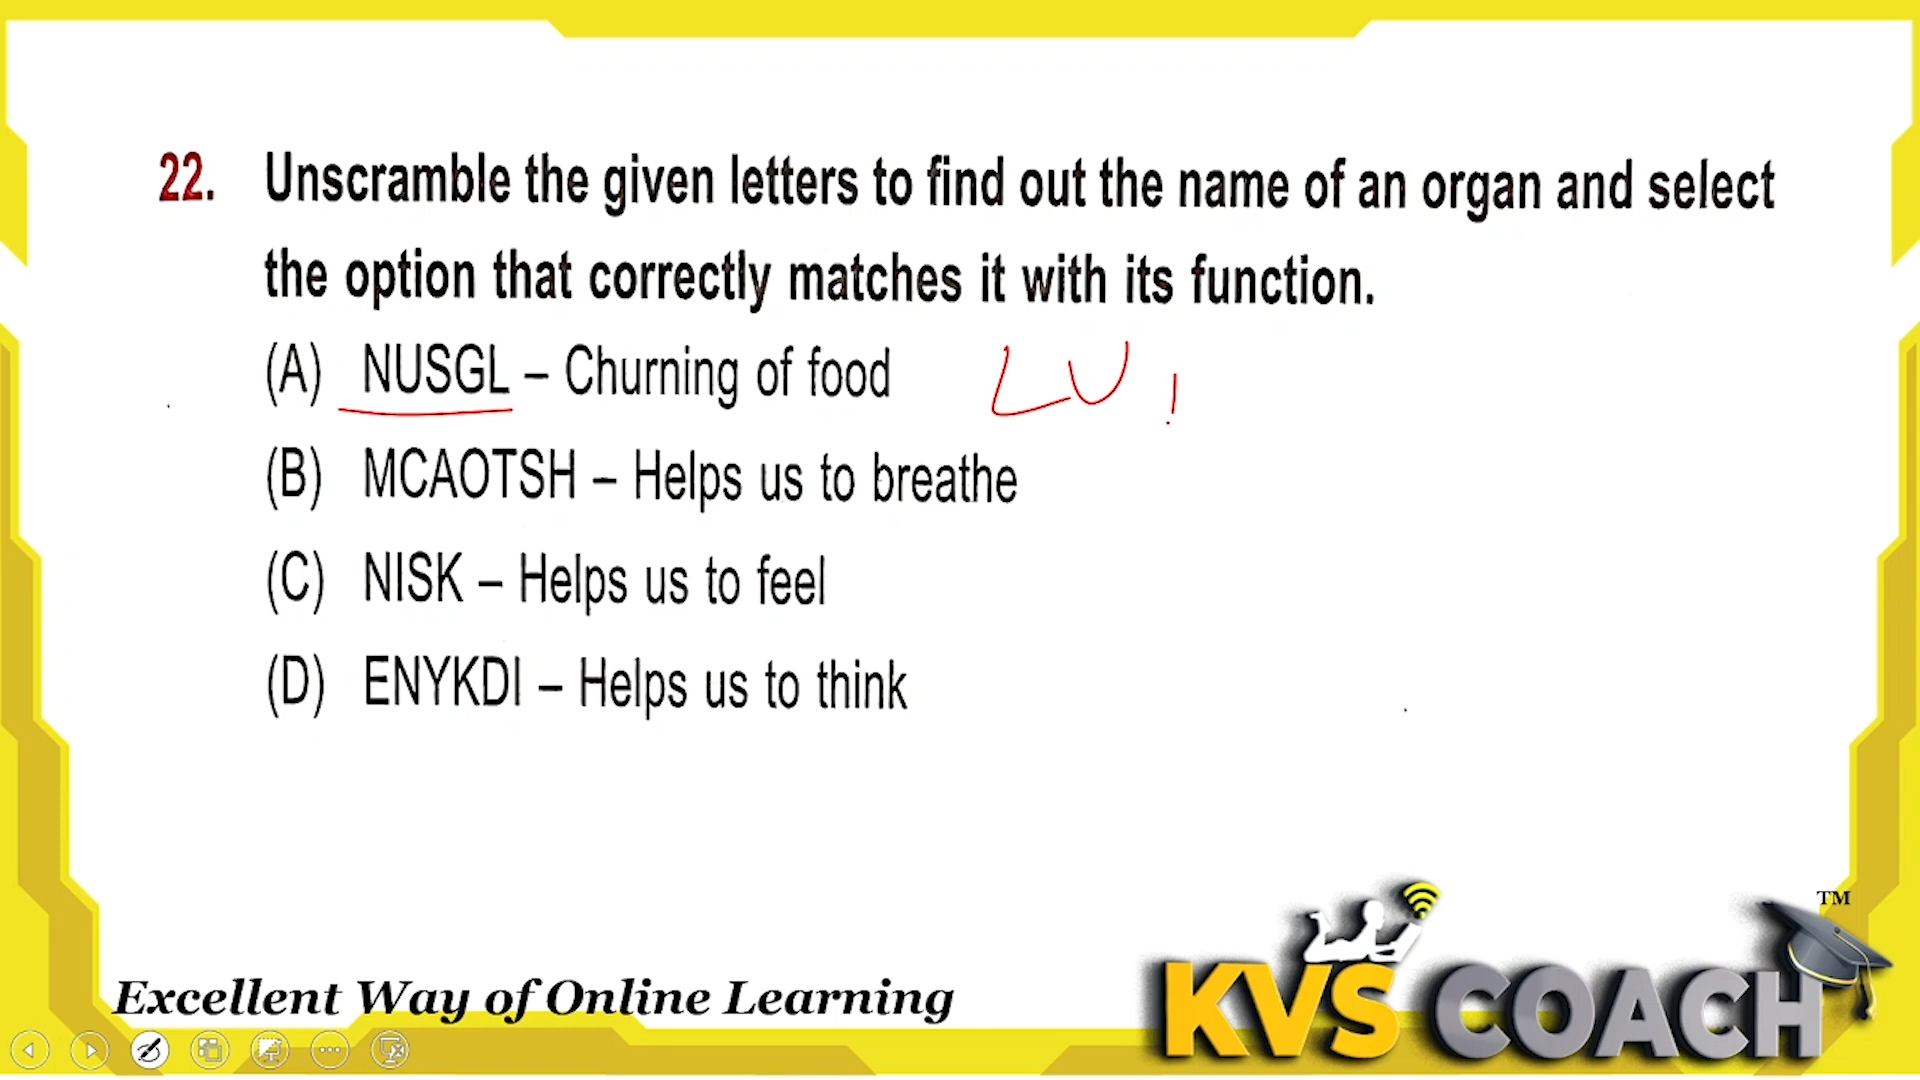 22. Unscramble the given letters to find out the name of an organ and select
the option that correctly matches it with its function.
(A) NUSGL – Churning of food LU
(B) MCAOTSH – Helps us to breathe
(C) NISK – Helps us to feel
(D) ENYKDI – Helps us to think
TM
KVS COACH
Excellent Way of Online Learning